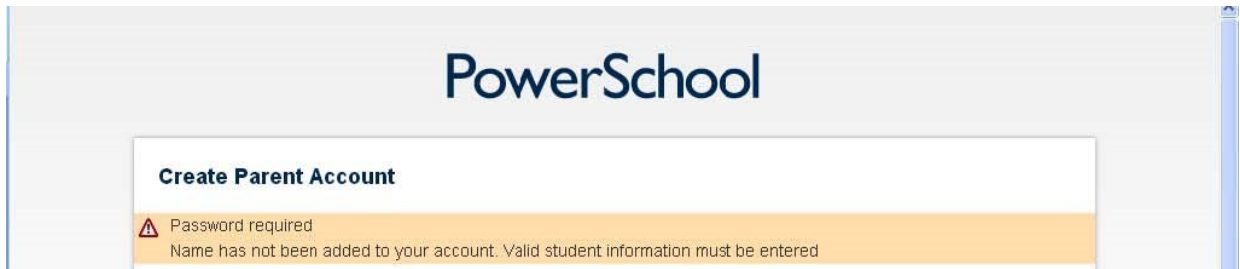 PowerSchool
Create Parent Account
Password required
Name has not been added to your account. Valid student information must be entered